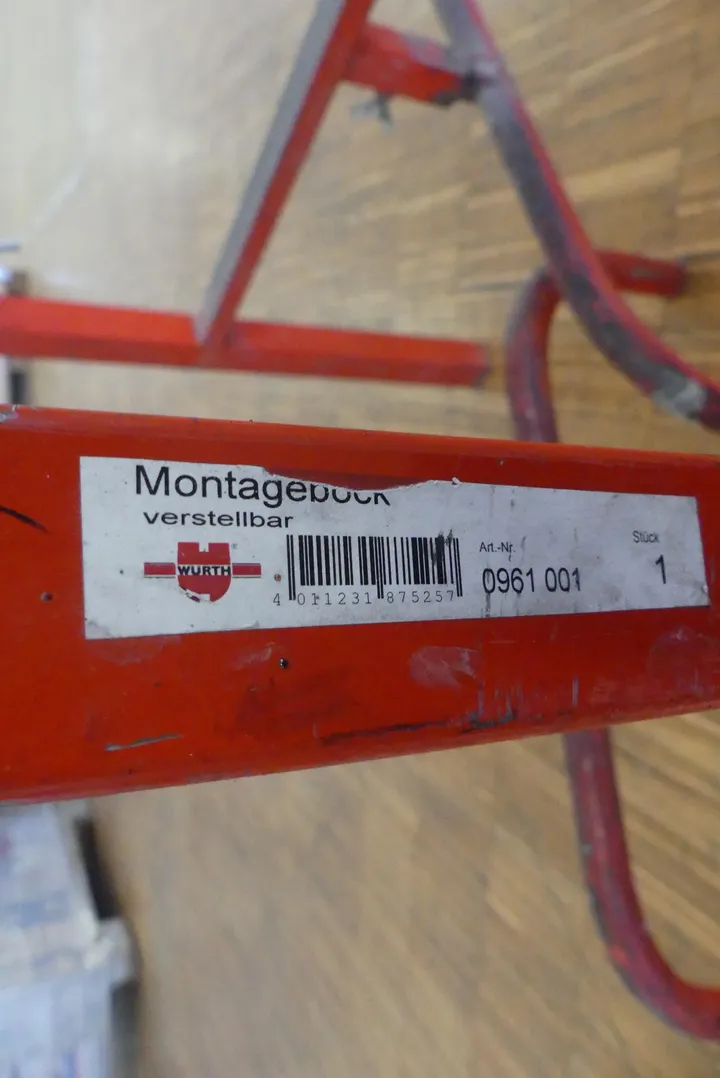 Montagebock
verstellbar
WÜRTH
4 011231 875257
Art.-Nr.
0961 001
Stück
1